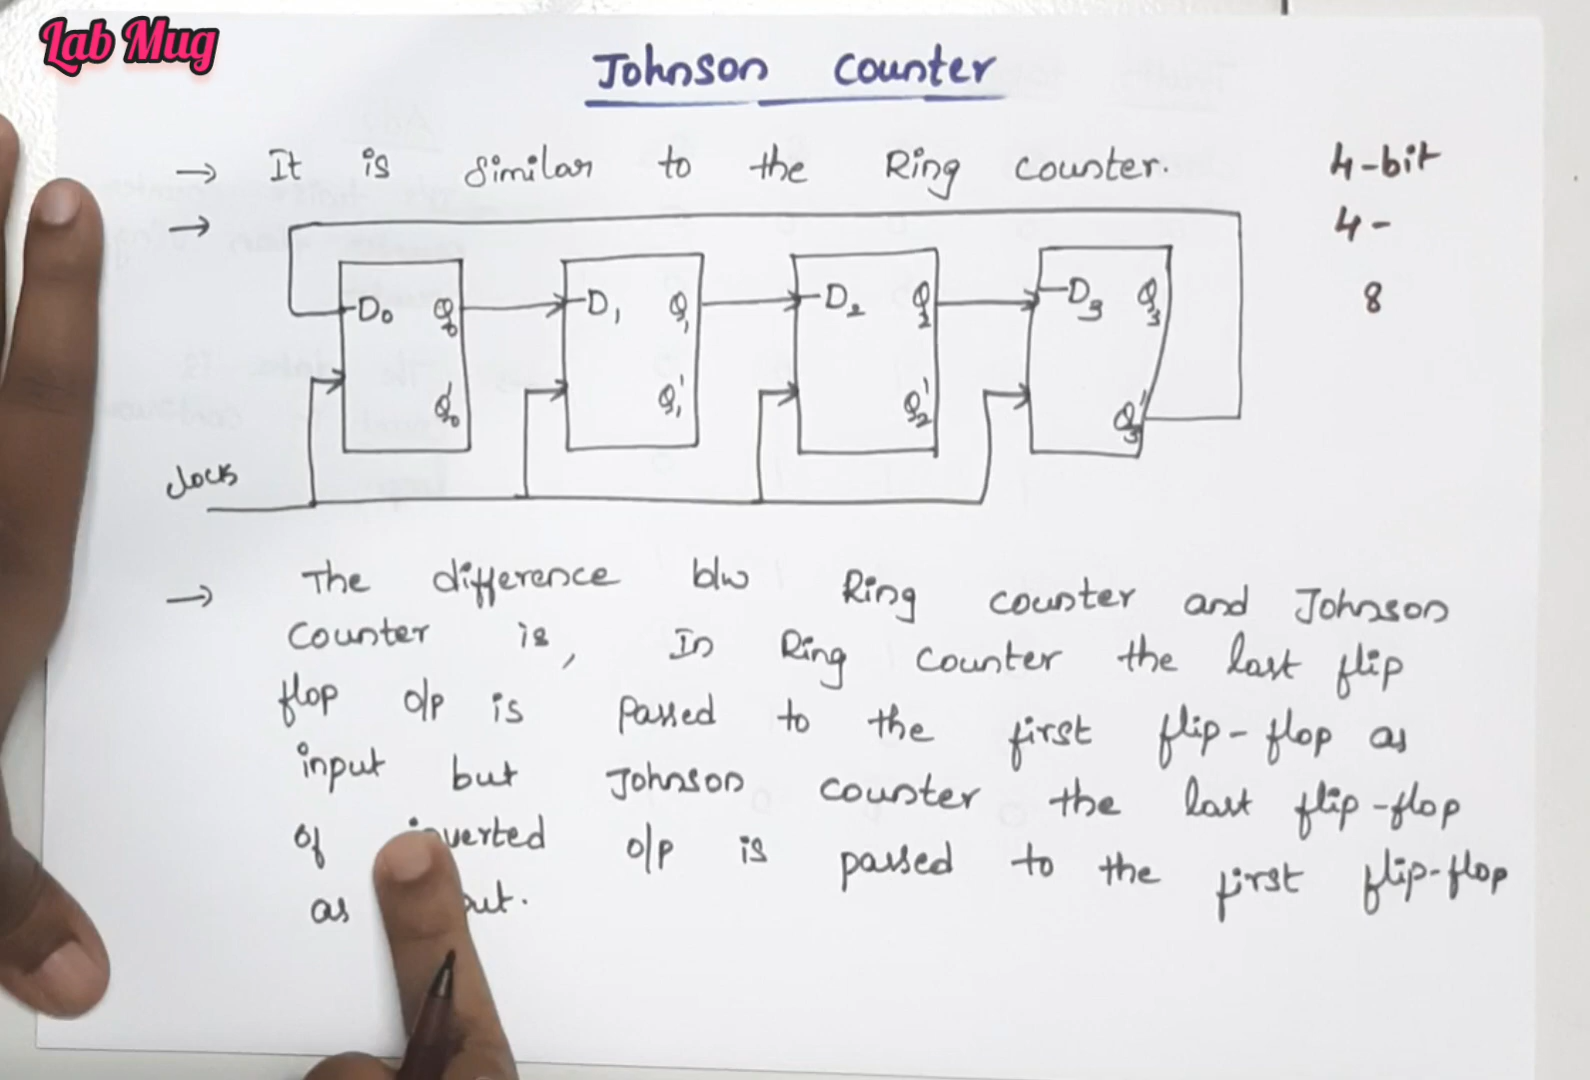 Lab Mug
Johnson counter
→ It is similar to the Ring counter.
4-bit
→
4-
8
D₀ Q₀ D₁ Q₁ D₂ Q₂ D₃ Q₃
Q₀' Q₁' Q₂' Q₃'
clock
→ The difference b/w Ring counter and Johnson
counter is, In Ring counter the last flip
flop o/p is passed to the first flip-flop as
input but Johnson counter the last flip-flop
of inverted o/p is passed to the first flip-flop
as